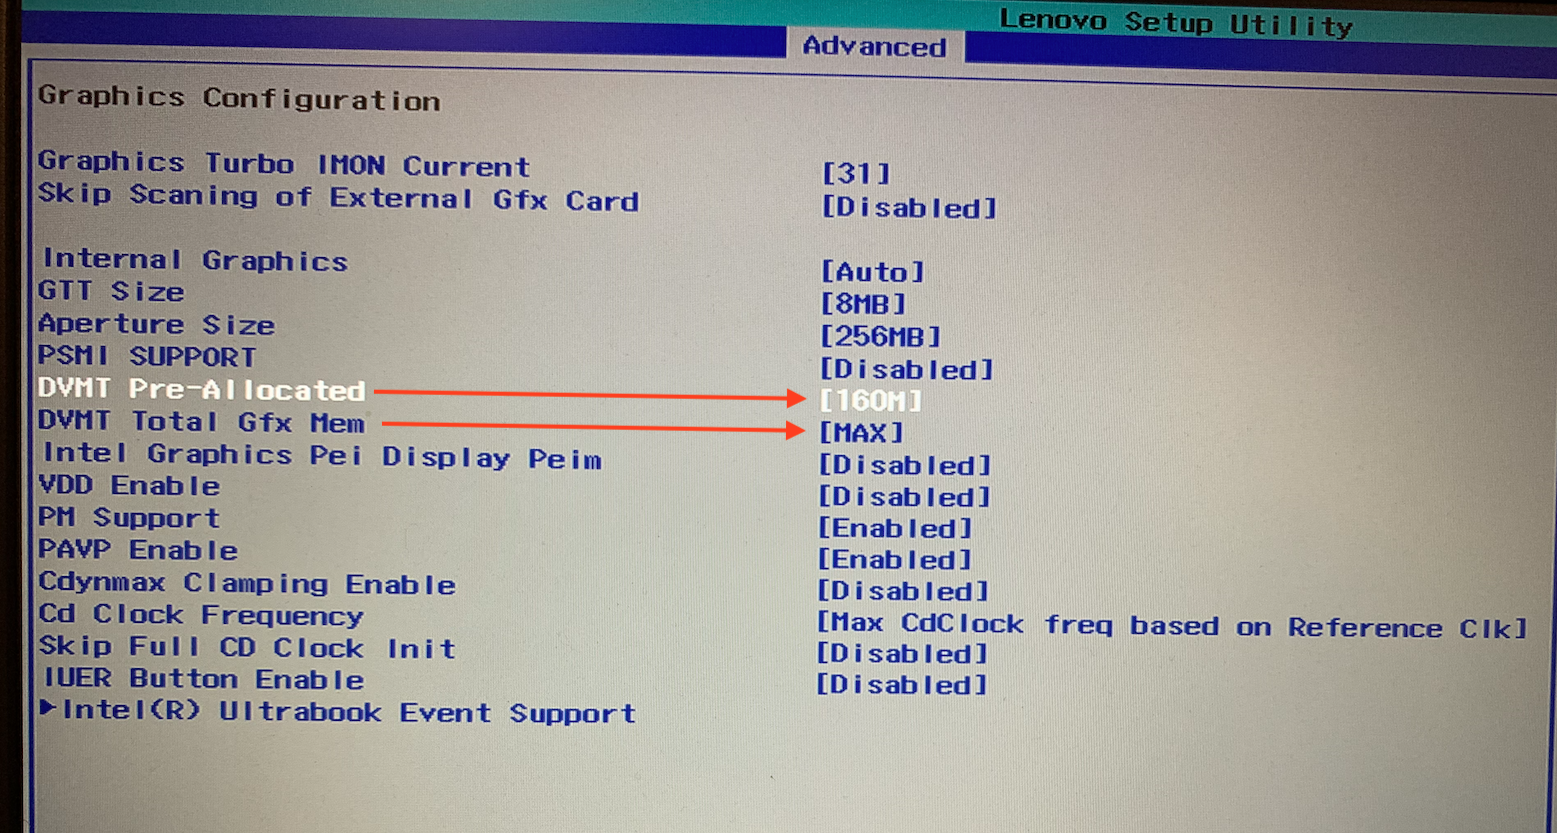 Lenovo Setup Utility
Advanced
Graphics Configuration
Graphics Turbo IMON Current [31]
Skip Scaning of External Gfx Card [Disabled]
Internal Graphics [Auto]
GTT Size [8MB]
Aperture Size [256MB]
PSMI SUPPORT [Disabled]
DVMT Pre-Allocated [160M]
DVMT Total Gfx Mem [MAX]
Intel Graphics Pei Display Peim [Disabled]
VDD Enable [Disabled]
PM Support [Enabled]
PAVP Enable [Enabled]
Cdynmax Clamping Enable [Disabled]
Cd Clock Frequency [Max CdClock freq based on Reference Clk]
Skip Full CD Clock Init [Disabled]
IUER Button Enable [Disabled]
►Intel(R) Ultrabook Event Support